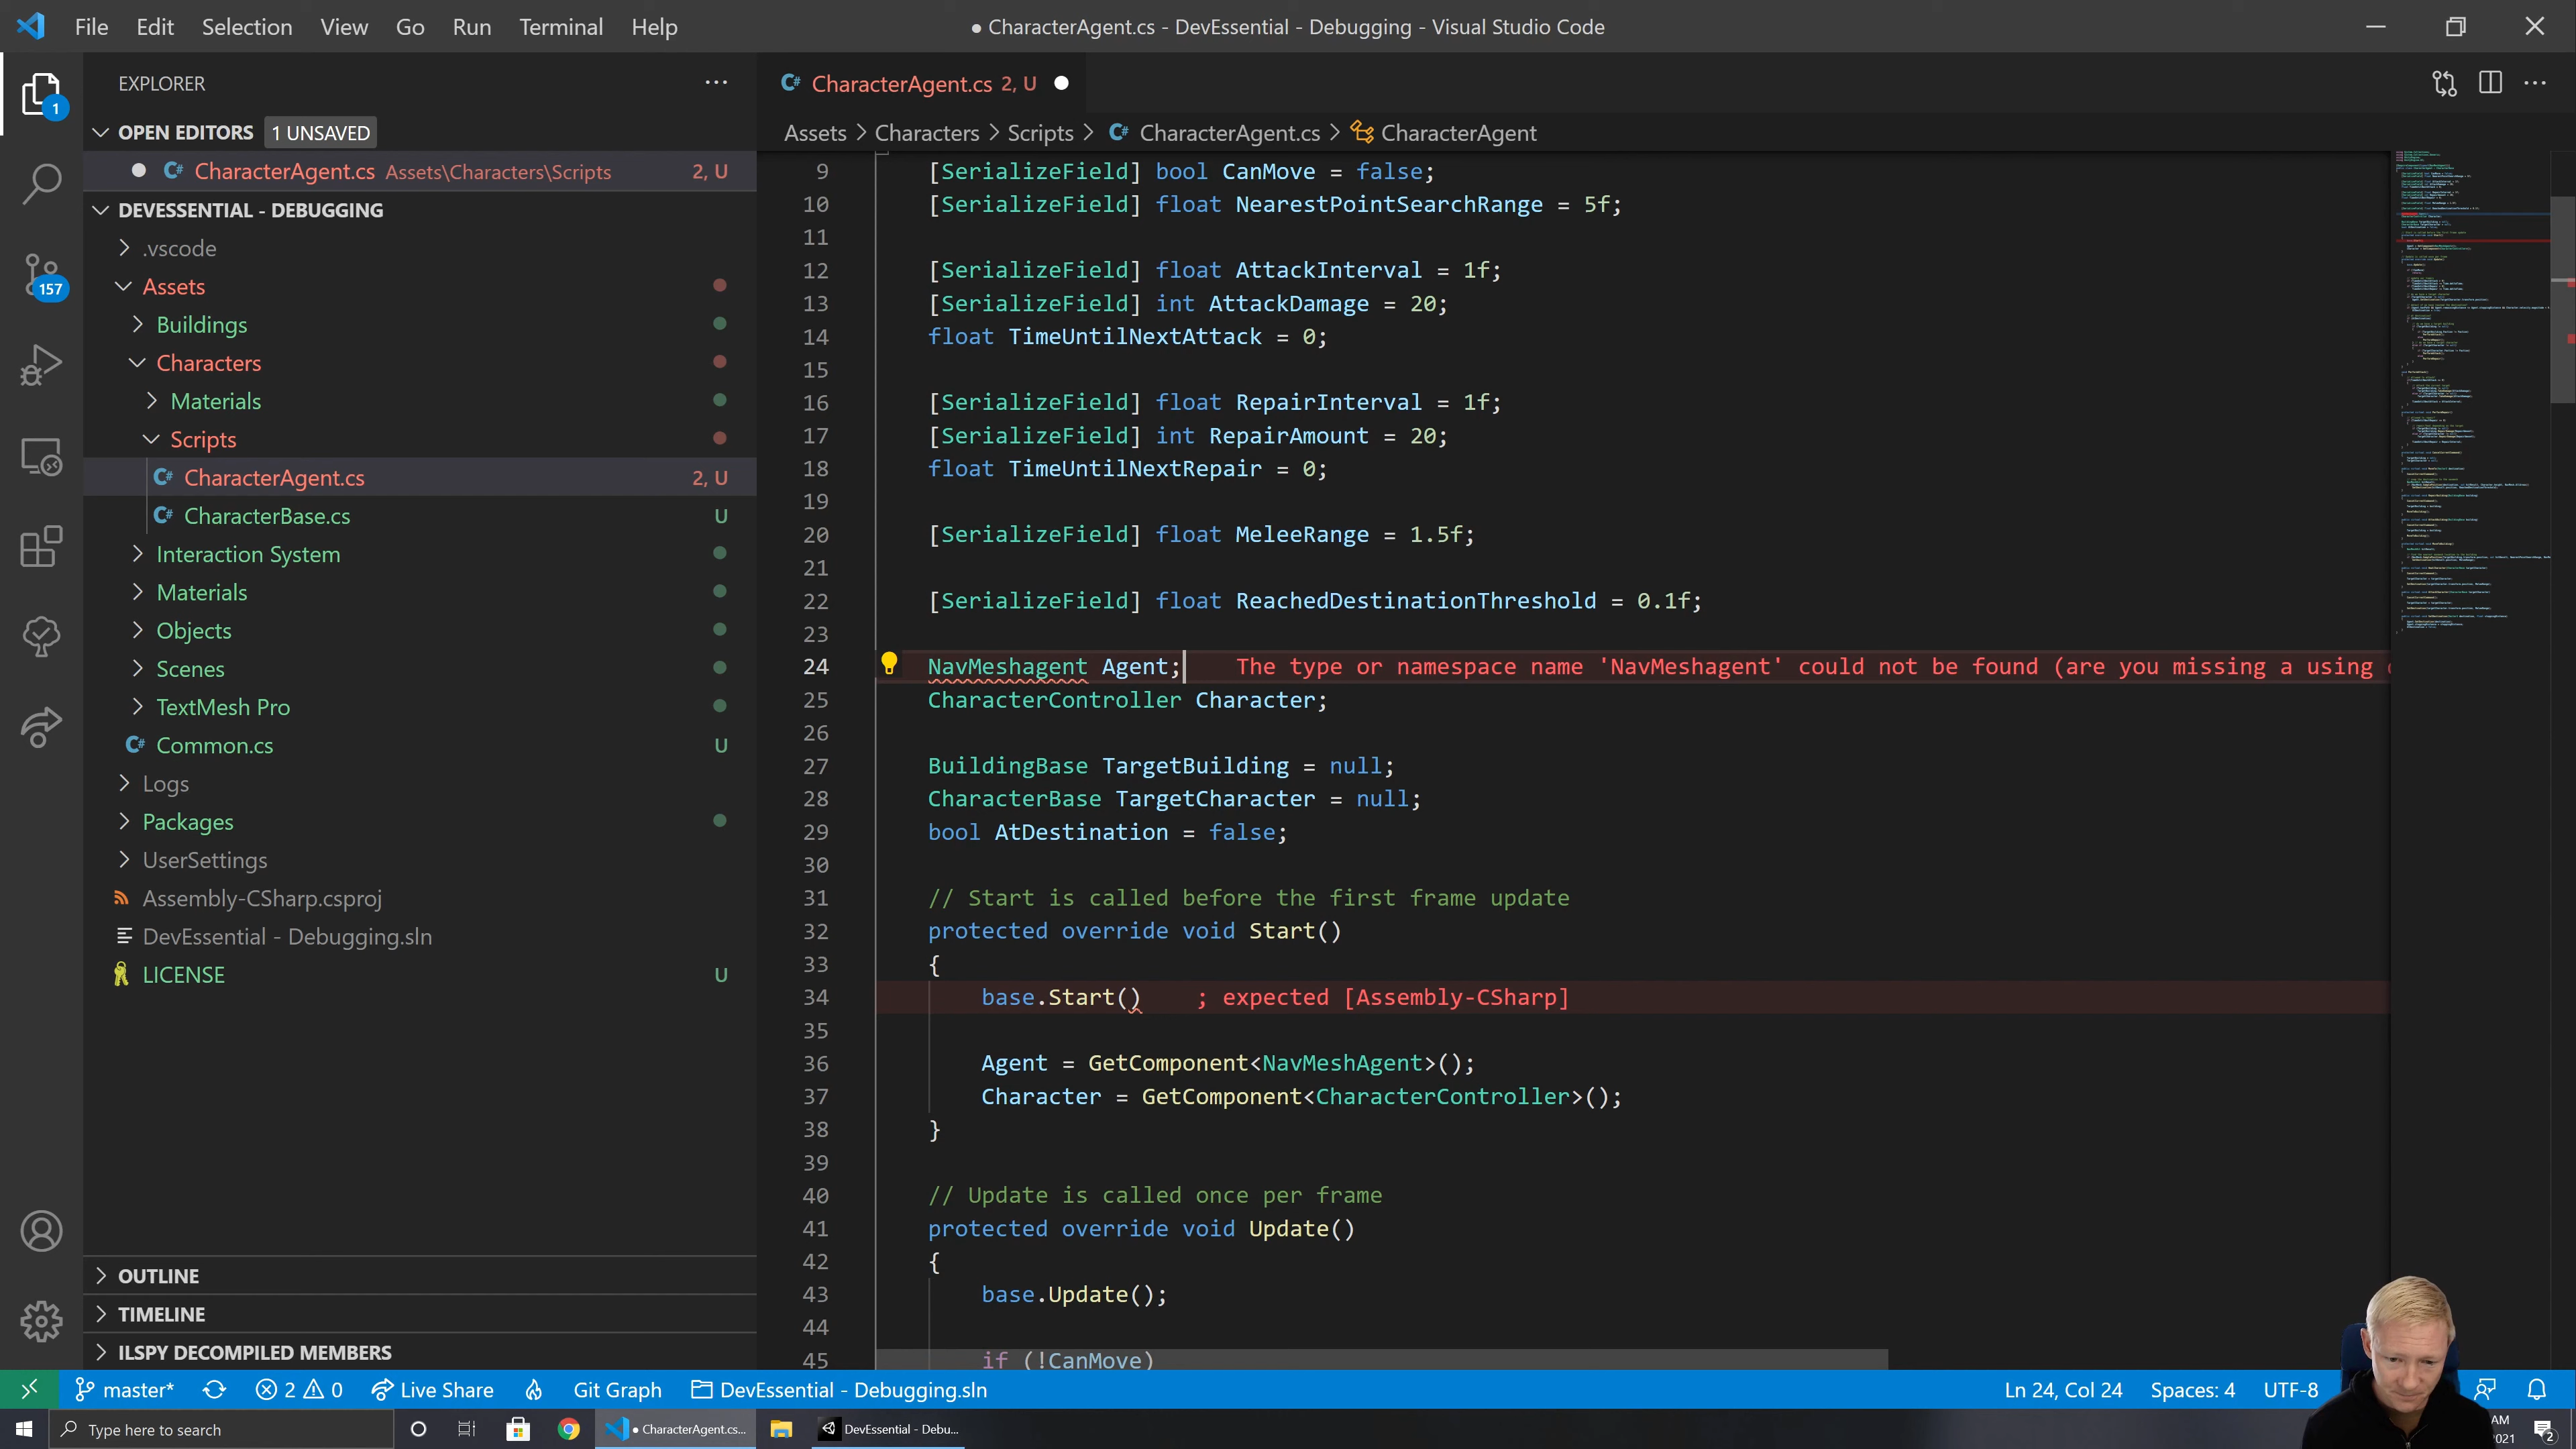 File Edit Selection View Go Run Terminal Help
● CharacterAgent.cs - DevEssential - Debugging - Visual Studio Code
EXPLORER
OPEN EDITORS 1 UNSAVED
CharacterAgent.cs Assets\Characters\Scripts 2, U
DEVESSENTIAL - DEBUGGING
.vscode
Assets
Buildings
Characters
Materials
Scripts
CharacterAgent.cs 2, U
CharacterBase.cs U
Interaction System
Materials
Objects
Scenes
TextMesh Pro
Common.cs U
Logs
Packages
UserSettings
Assembly-CSharp.csproj
DevEssential - Debugging.sln
LICENSE U
OUTLINE
TIMELINE
ILSPY DECOMPILED MEMBERS
1
157
CharacterAgent.cs 2, U
Assets > Characters > Scripts > CharacterAgent.cs > CharacterAgent
9 [SerializeField] bool CanMove = false;
10 [SerializeField] float NearestPointSearchRange = 5f;
11
12 [SerializeField] float AttackInterval = 1f;
13 [SerializeField] int AttackDamage = 20;
14 float TimeUntilNextAttack = 0;
15
16 [SerializeField] float RepairInterval = 1f;
17 [SerializeField] int RepairAmount = 20;
18 float TimeUntilNextRepair = 0;
19
20 [SerializeField] float MeleeRange = 1.5f;
21
22 [SerializeField] float ReachedDestinationThreshold = 0.1f;
23
24 NavMeshagent Agent; The type or namespace name 'NavMeshagent' could not be found (are you missing a using
25 CharacterController Character;
26
27 BuildingBase TargetBuilding = null;
28 CharacterBase TargetCharacter = null;
29 bool AtDestination = false;
30
31 // Start is called before the first frame update
32 protected override void Start()
33 {
34 base.Start() ; expected [Assembly-CSharp]
35
36 Agent = GetComponent<NavMeshAgent>();
37 Character = GetComponent<CharacterController>();
38 }
39
40 // Update is called once per frame
41 protected override void Update()
42 {
43 base.Update();
44
45 if (!CanMove)
master* 2 0 Live Share Git Graph DevEssential - Debugging.sln Ln 24, Col 24 Spaces: 4 UTF-8
Type here to search ● CharacterAgent.cs... DevEssential - Debu... AM
021 2